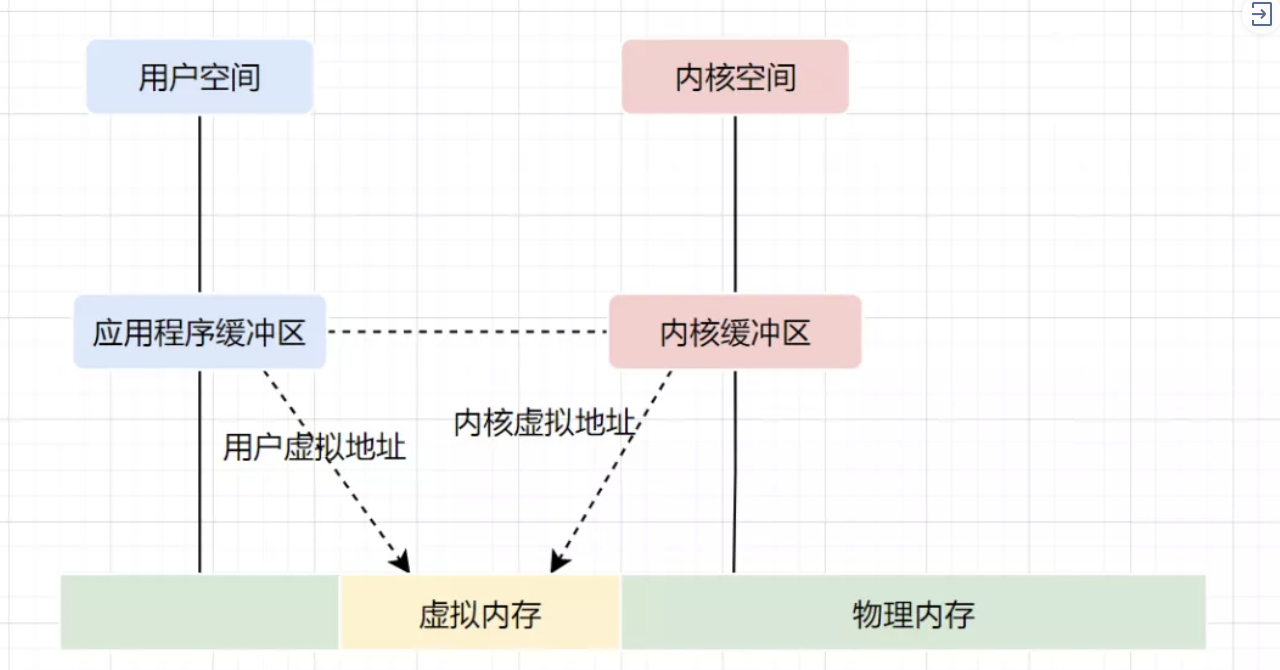 用户空间
内核空间
应用程序缓冲区
内核缓冲区
内核虚拟地址
用户虚拟地址
虚拟内存
物理内存